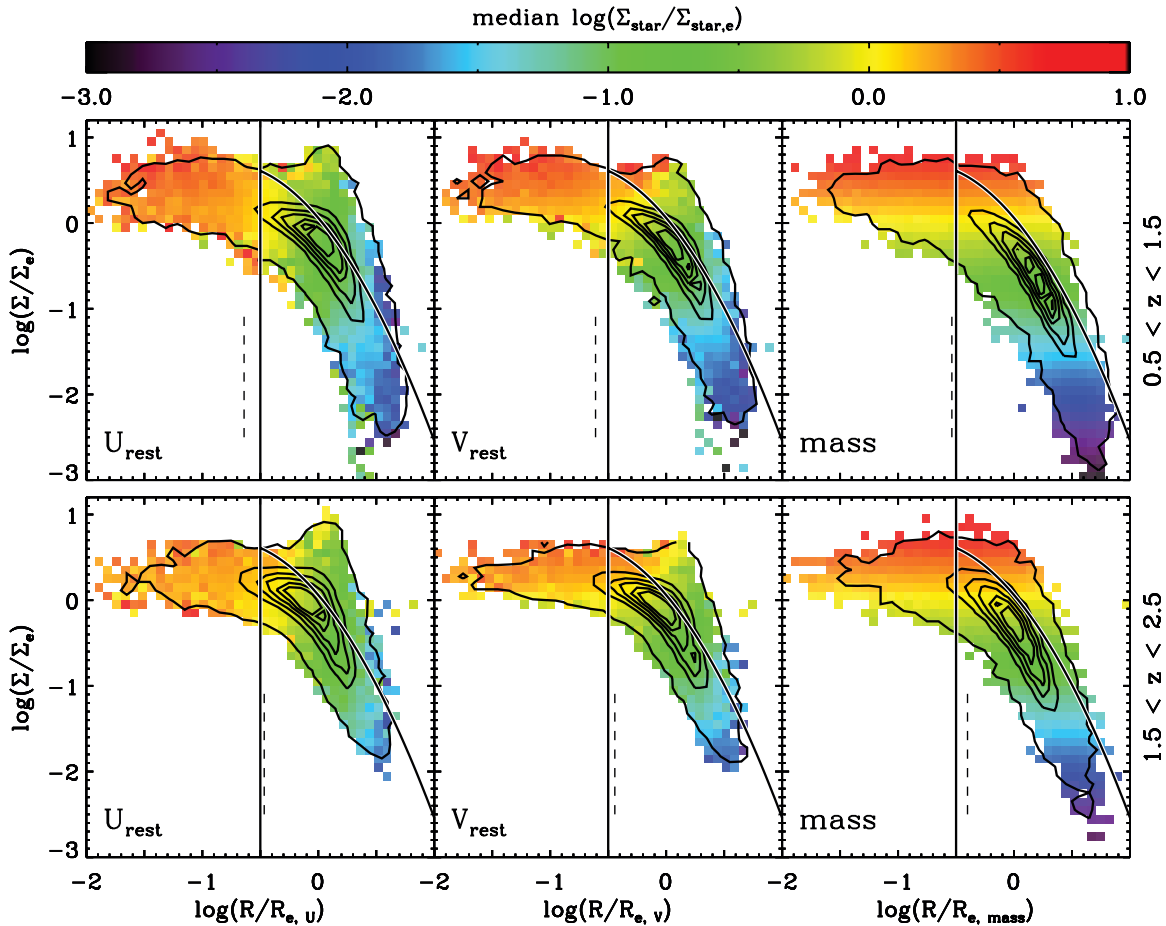 median log(Σstar/Σstar,e)
−3.0 −2.0 −1.0 0.0 1.0
log(Σ/Σe)
1
0
−1
−2
−3
Urest
Vrest
mass
0.5 < z < 1.5
log(Σ/Σe)
1
0
−1
−2
−3
Urest
Vrest
mass
1.5 < z < 2.5
−2 −1 0 −2 −1 0 −2 −1 0
log(R/Re, U)
log(R/Re, V)
log(R/Re, mass)